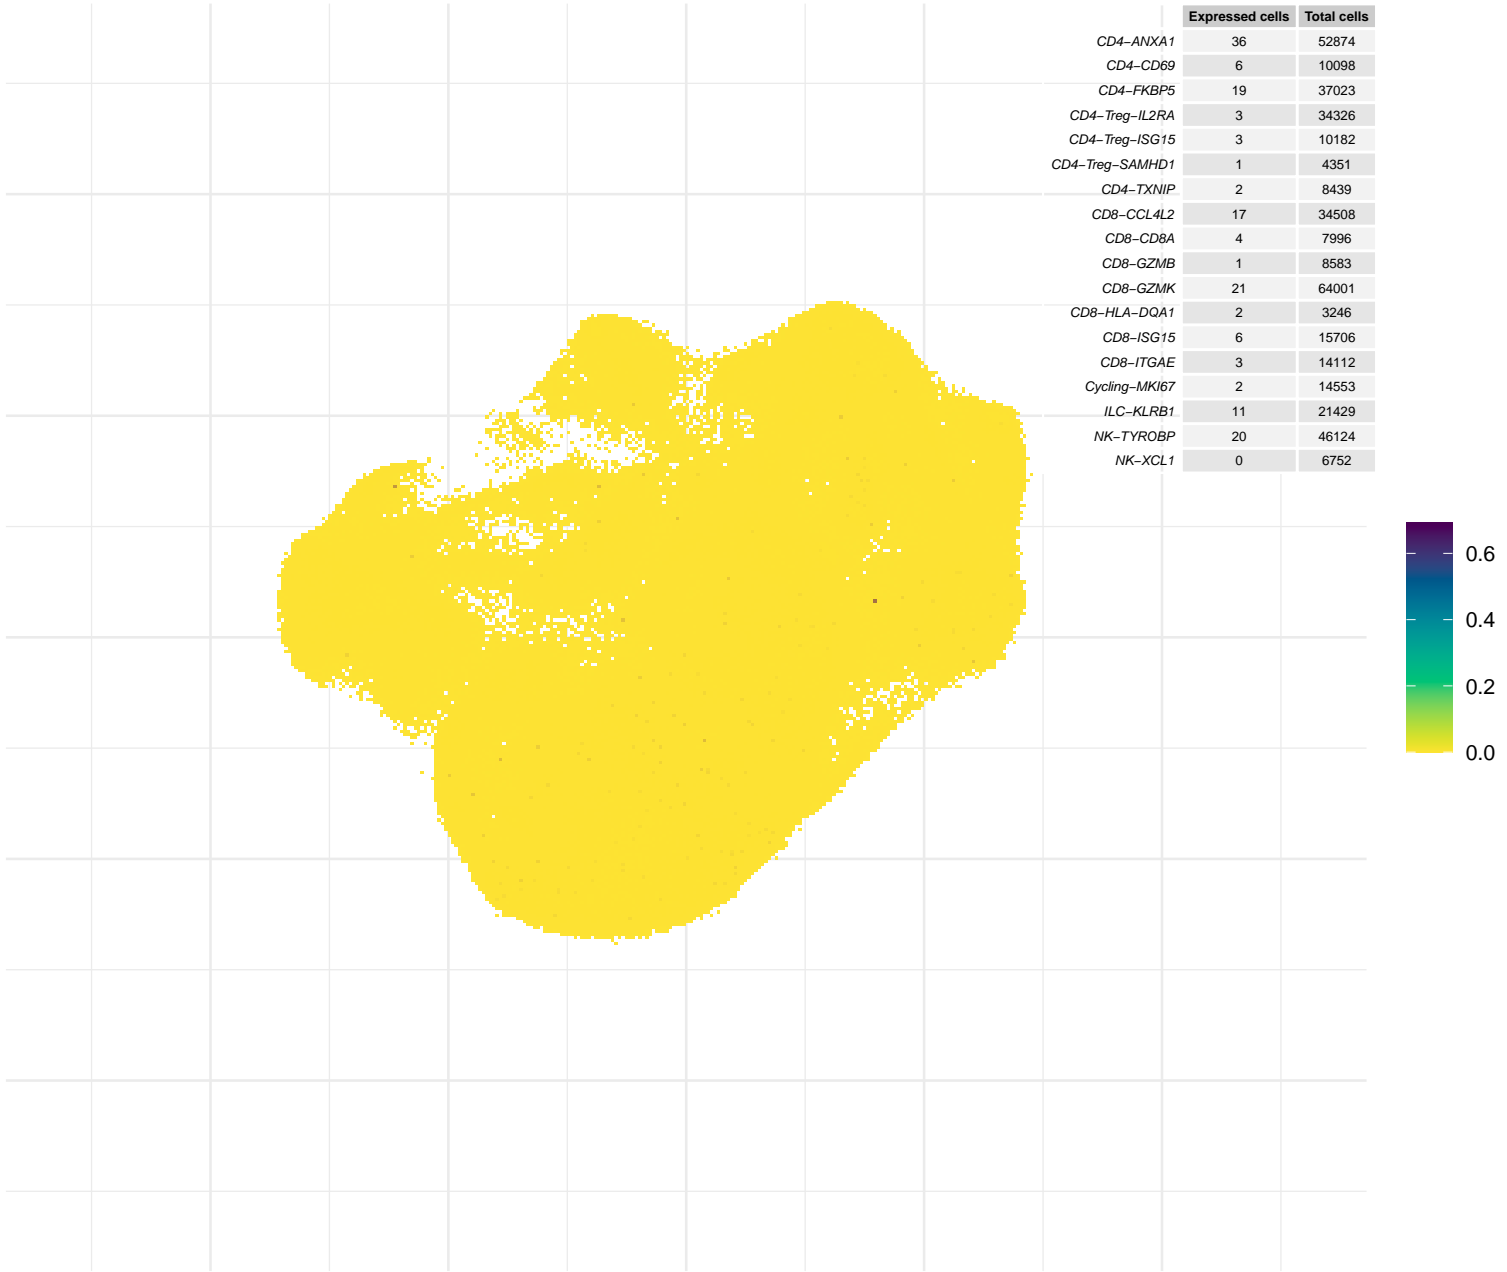 Expressed cells Total cells
CD4−ANXA1 36 52874
CD4−CD69 6 10098
CD4−FKBP5 19 37023
CD4−Treg−IL2RA 3 34326
CD4−Treg−ISG15 3 10182
CD4−Treg−SAMHD1 1 4351
CD4−TXNIP 2 8439
CD8−CCL4L2 17 34508
CD8−CD8A 4 7996
CD8−GZMB 1 8583
CD8−GZMK 21 64001
CD8−HLA−DQA1 2 3246
CD8−ISG15 6 15706
CD8−ITGAE 3 14112
Cycling−MKI67 2 14553
ILC−KLRB1 11 21429
NK−TYROBP 20 46124
NK−XCL1 0 6752
0.6
0.4
0.2
0.0